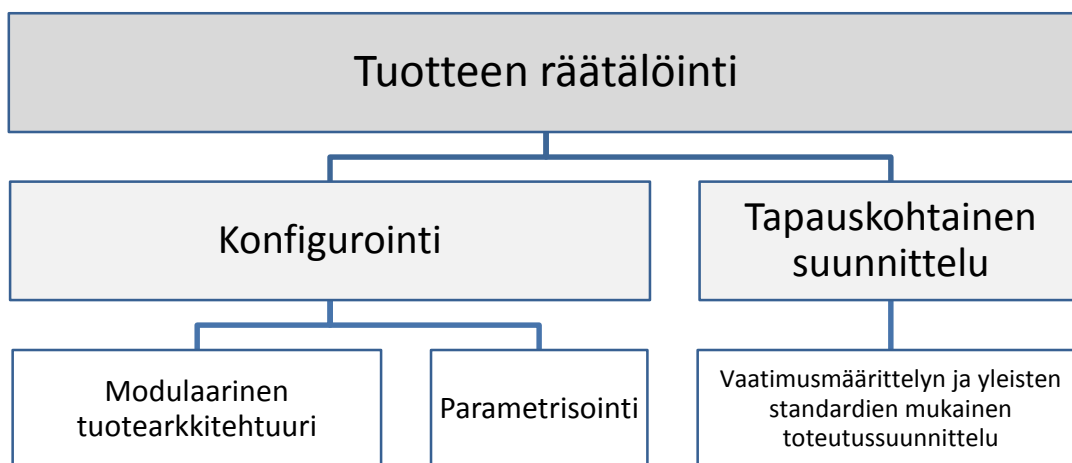 Tuotteen räätälöinti
Konfigurointi
Tapauskohtainen
suunnittelu
Modulaarinen
tuotearkkitehtuuri
Parametrisointi
Vaatimusmäärittelyn ja yleisten
standardien mukainen
toteutussuunnittelu